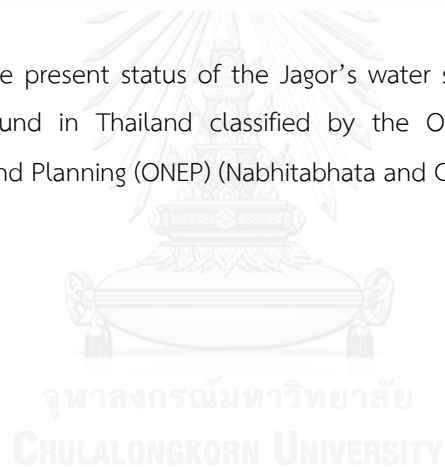 e present status of the Jagor's water s
und in Thailand classified by the O
nd Planning (ONEP) (Nabhitabhata and C
จุฬาลงกรณ์มหาวิทยาลัย
CHULALONGKORN UNIVERSITY